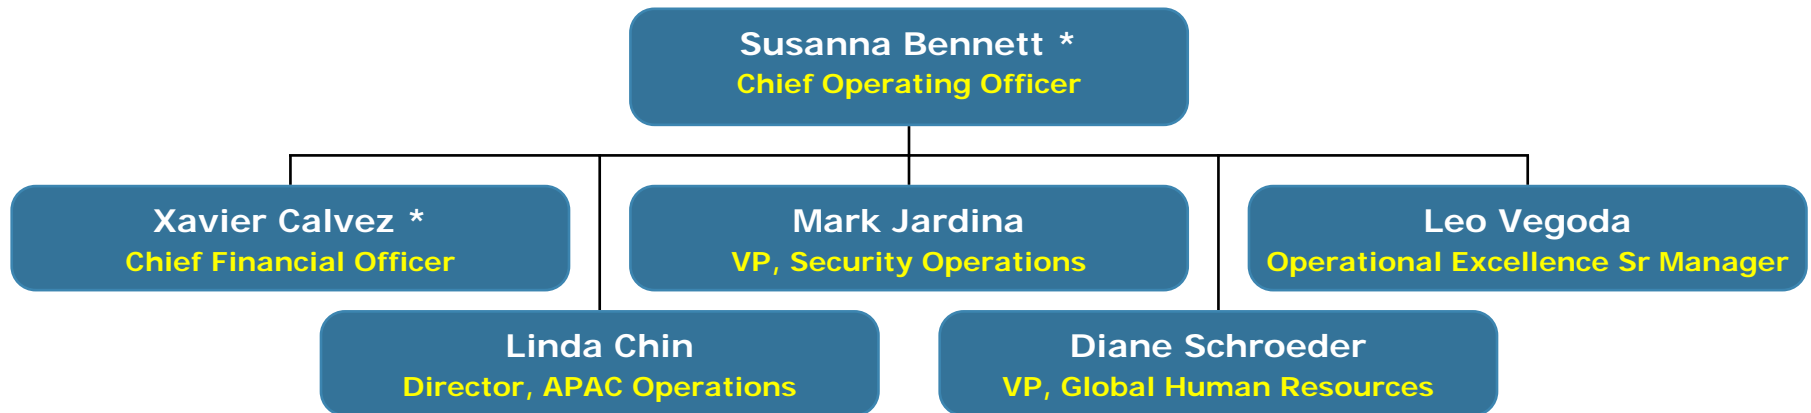 Susanna Bennett *
Chief Operating Officer
Xavier Calvez *
Chief Financial Officer
Mark Jardina
VP, Security Operations
Leo Vegoda
Operational Excellence Sr Manager
Linda Chin
Director, APAC Operations
Diane Schroeder
VP, Global Human Resources